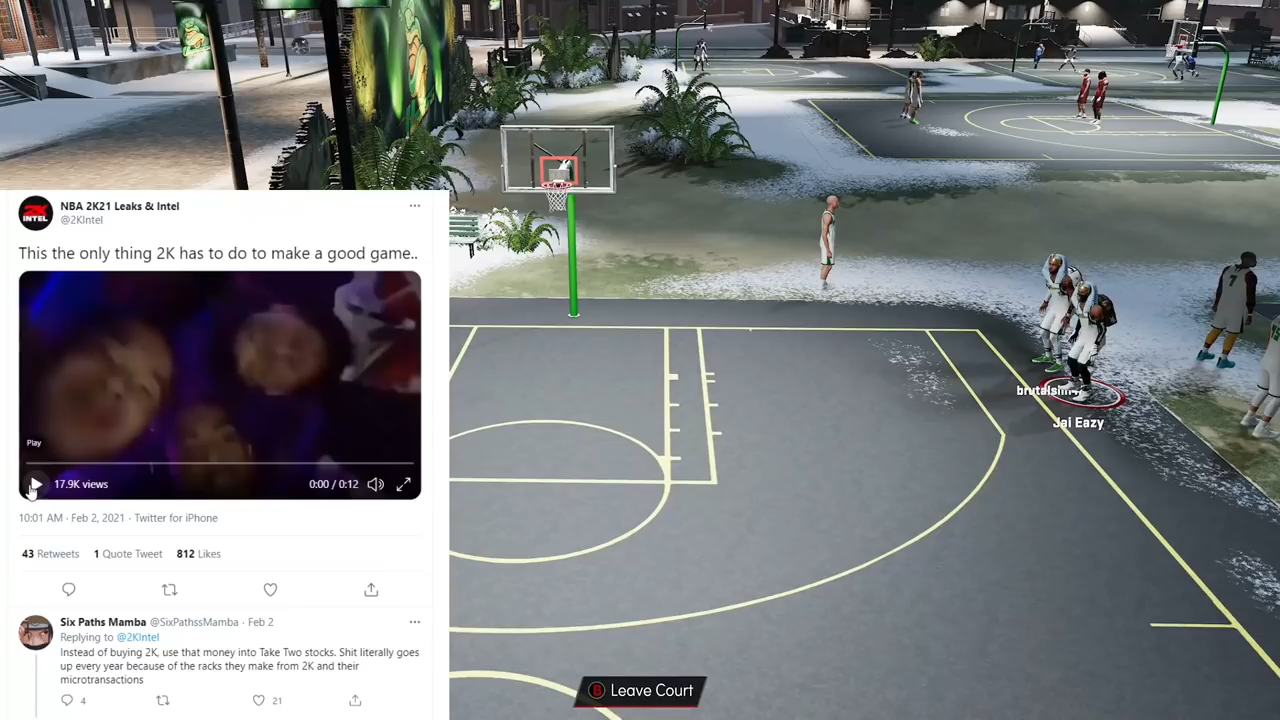 NBA 2K21 Leaks & Intel
@2KIntel
2K
INTEL
This the only thing 2K has to do to make a good game..
Play
17.9K views
0:00 / 0:12
10:01 AM · Feb 2, 2021 · Twitter for iPhone
43 Retweets 1 Quote Tweet 812 Likes
Six Paths Mamba @SixPathssMamba · Feb 2
Replying to @2KIntel
Instead of buying 2K, use that money into Take Two stocks. Shit literally goes
up every year because of the racks they make from 2K and their
microtransactions
4 21
7
Jai Eazy
B Leave Court